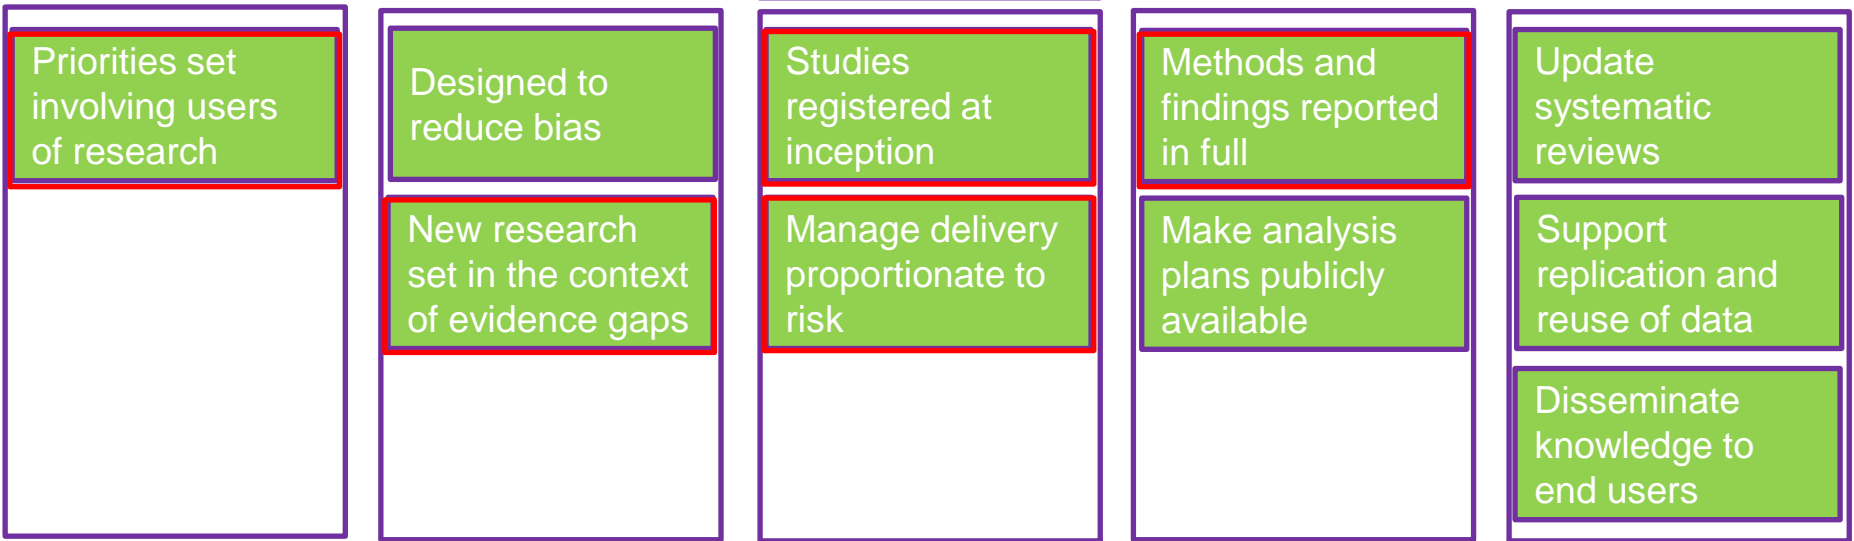 Priorities set
involving users
of research
Designed to
reduce bias
New research
set in the context
of evidence gaps
Studies
registered at
inception
Manage delivery
proportionate to
risk
Methods and
findings reported
in full
Make analysis
plans publicly
available
Update
systematic
reviews
Support
replication and
reuse of data
Disseminate
knowledge to
end users